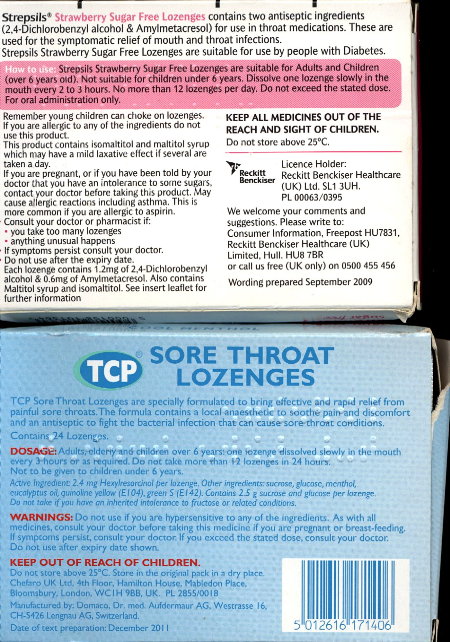 Strepsils® Strawberry Sugar Free Lozenges contains two antiseptic ingredients
(2,4-Dichlorobenzyl alcohol & Amylmetacresol) for use in throat medications. These are
used for the symptomatic relief of mouth and throat infections.
Strepsils Strawberry Sugar Free Lozenges are suitable for use by people with Diabetes.
How to use: Strepsils Strawberry Sugar Free Lozenges are suitable for Adults and Children
(over 6 years old). Not suitable for children under 6 years. Dissolve one lozenge slowly in the
mouth every 2 to 3 hours. No more than 12 lozenges per day. Do not exceed the stated dose.
For oral administration only.
Remember young children can choke on lozenges.
If you are allergic to any of the ingredients do not
use this product.
This product contains isomaltitol and maltitol syrup
which may have a mild laxative effect if several are
taken a day.
If you are pregnant, or if you have been told by your
doctor that you have an intolerance to some sugars,
contact your doctor before taking this product. May
cause allergic reactions including asthma. This is
more common if you are allergic to aspirin.
• Consult your doctor or pharmacist if:
• you take too many lozenges
• anything unusual happens
• If symptoms persist consult your doctor.
• Do not use after the expiry date.
Each lozenge contains 1.2mg of 2,4-Dichlorobenzyl
alcohol & 0.6mg of Amylmetacresol. Also contains
Maltitol syrup and isomaltitol. See insert leaflet for
further information
KEEP ALL MEDICINES OUT OF THE
REACH AND SIGHT OF CHILDREN.
Do not store above 25°C.
Reckitt
Benckiser
Licence Holder:
Reckitt Benckiser Healthcare
(UK) Ltd. SL1 3UH.
PL 00063/0395
We welcome your comments and
suggestions. Please write to:
Consumer Information, Freepost HU7831,
Reckitt Benckiser Healthcare (UK)
Limited, Hull. HU8 7BR
or call us free (UK only) on 0500 455 456
Wording prepared September 2009
COOL MENTHOL
TCP® SORE THROAT
LOZENGES
TCP Sore Throat Lozenges are specially formulated to bring effective and rapid relief from
painful sore throats. The formula contains a local anaesthetic to soothe pain and discomfort
and an antiseptic to fight the bacterial infection that can cause sore throat conditions.
Contains 24 Lozenges.
DOSAGE: Adults, elderly and children over 6 years: one lozenge dissolved slowly in the mouth
every 3 hours or as required. Do not take more than 12 lozenges in 24 hours.
Not to be given to children under 6 years.
Active Ingredient: 2.4 mg Hexylresorcinol per lozenge. Other ingredients: sucrose, glucose, menthol,
eucalyptus oil, quinoline yellow (E104), green S (E142). Contains 2.5 g sucrose and glucose per lozenge.
Do not take if you have an inherited intolerance to fructose or related conditions.
WARNINGS: Do not use if you are hypersensitive to any of the ingredients. As with all
medicines, consult your doctor before taking this medicine if you are pregnant or breast-feeding.
If symptoms persist, consult your doctor. If you exceed the stated dose, consult your doctor.
Do not use after expiry date shown.
KEEP OUT OF REACH OF CHILDREN.
Do not store above 25°C. Store in the original pack in a dry place.
Chefaro UK Ltd, 4th Floor, Hamilton House, Mabledon Place,
Bloomsbury, London, WC1H 9BB, UK. PL 2855/0018
Manufactured by: Domaco, Dr. med. Aufdermaur AG, Westrasse 16,
CH-5426 Lengnau AG, Switzerland.
Date of text preparation: December 2011
5 012616 171406